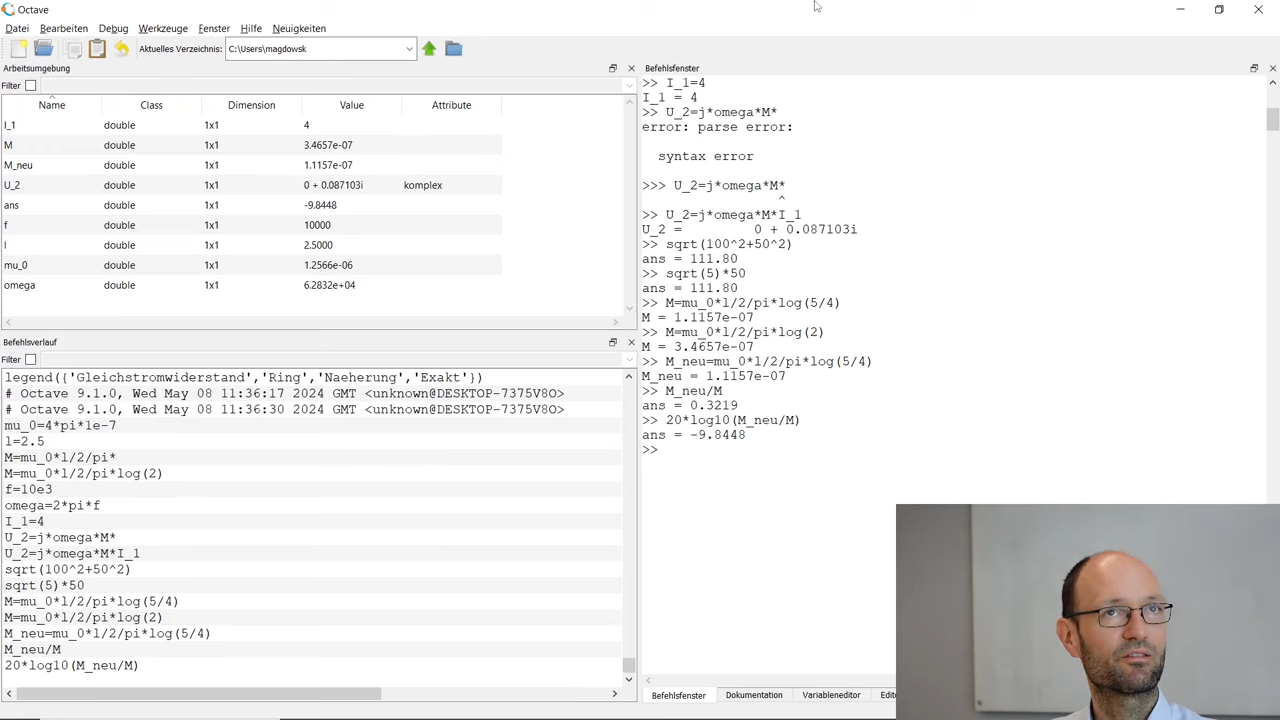 Octave
Datei Bearbeiten Debug Werkzeuge Fenster Hilfe Neuigkeiten
Aktuelles Verzeichnis: C:\Users\magdowsk
Arbeitsumgebung
Filter
Name Class Dimension Value Attribute
I_1 double 1x1 4
M double 1x1 3.4657e-07
M_neu double 1x1 1.1157e-07
U_2 double 1x1 0 + 0.087103i komplex
ans double 1x1 -9.8448
f double 1x1 10000
l double 1x1 2.5000
mu_0 double 1x1 1.2566e-06
omega double 1x1 6.2832e+04
Befehlsverlauf
Filter
legend({'Gleichstromwiderstand','Ring','Naeherung','Exakt'})
# Octave 9.1.0, Wed May 08 11:36:17 2024 GMT <unknown@DESKTOP-7375V8O>
# Octave 9.1.0, Wed May 08 11:36:30 2024 GMT <unknown@DESKTOP-7375V8O>
mu_0=4*pi*1e-7
l=2.5
M=mu_0*l/2/pi*
M=mu_0*l/2/pi*log(2)
f=10e3
omega=2*pi*f
I_1=4
U_2=j*omega*M*
U_2=j*omega*M*I_1
sqrt(100^2+50^2)
sqrt(5)*50
M=mu_0*l/2/pi*log(5/4)
M=mu_0*l/2/pi*log(2)
M_neu=mu_0*l/2/pi*log(5/4)
M_neu/M
20*log10(M_neu/M)
Befehlsfenster
>> I_1=4
I_1 = 4
>> U_2=j*omega*M*
error: parse error:
syntax error
>>> U_2=j*omega*M*
^
>> U_2=j*omega*M*I_1
U_2 = 0 + 0.087103i
>> sqrt(100^2+50^2)
ans = 111.80
>> sqrt(5)*50
ans = 111.80
>> M=mu_0*l/2/pi*log(5/4)
M = 1.1157e-07
>> M=mu_0*l/2/pi*log(2)
M = 3.4657e-07
>> M_neu=mu_0*l/2/pi*log(5/4)
M_neu = 1.1157e-07
>> M_neu/M
ans = 0.3219
>> 20*log10(M_neu/M)
ans = -9.8448
>>
Befehlsfenster Dokumentation Variableneditor